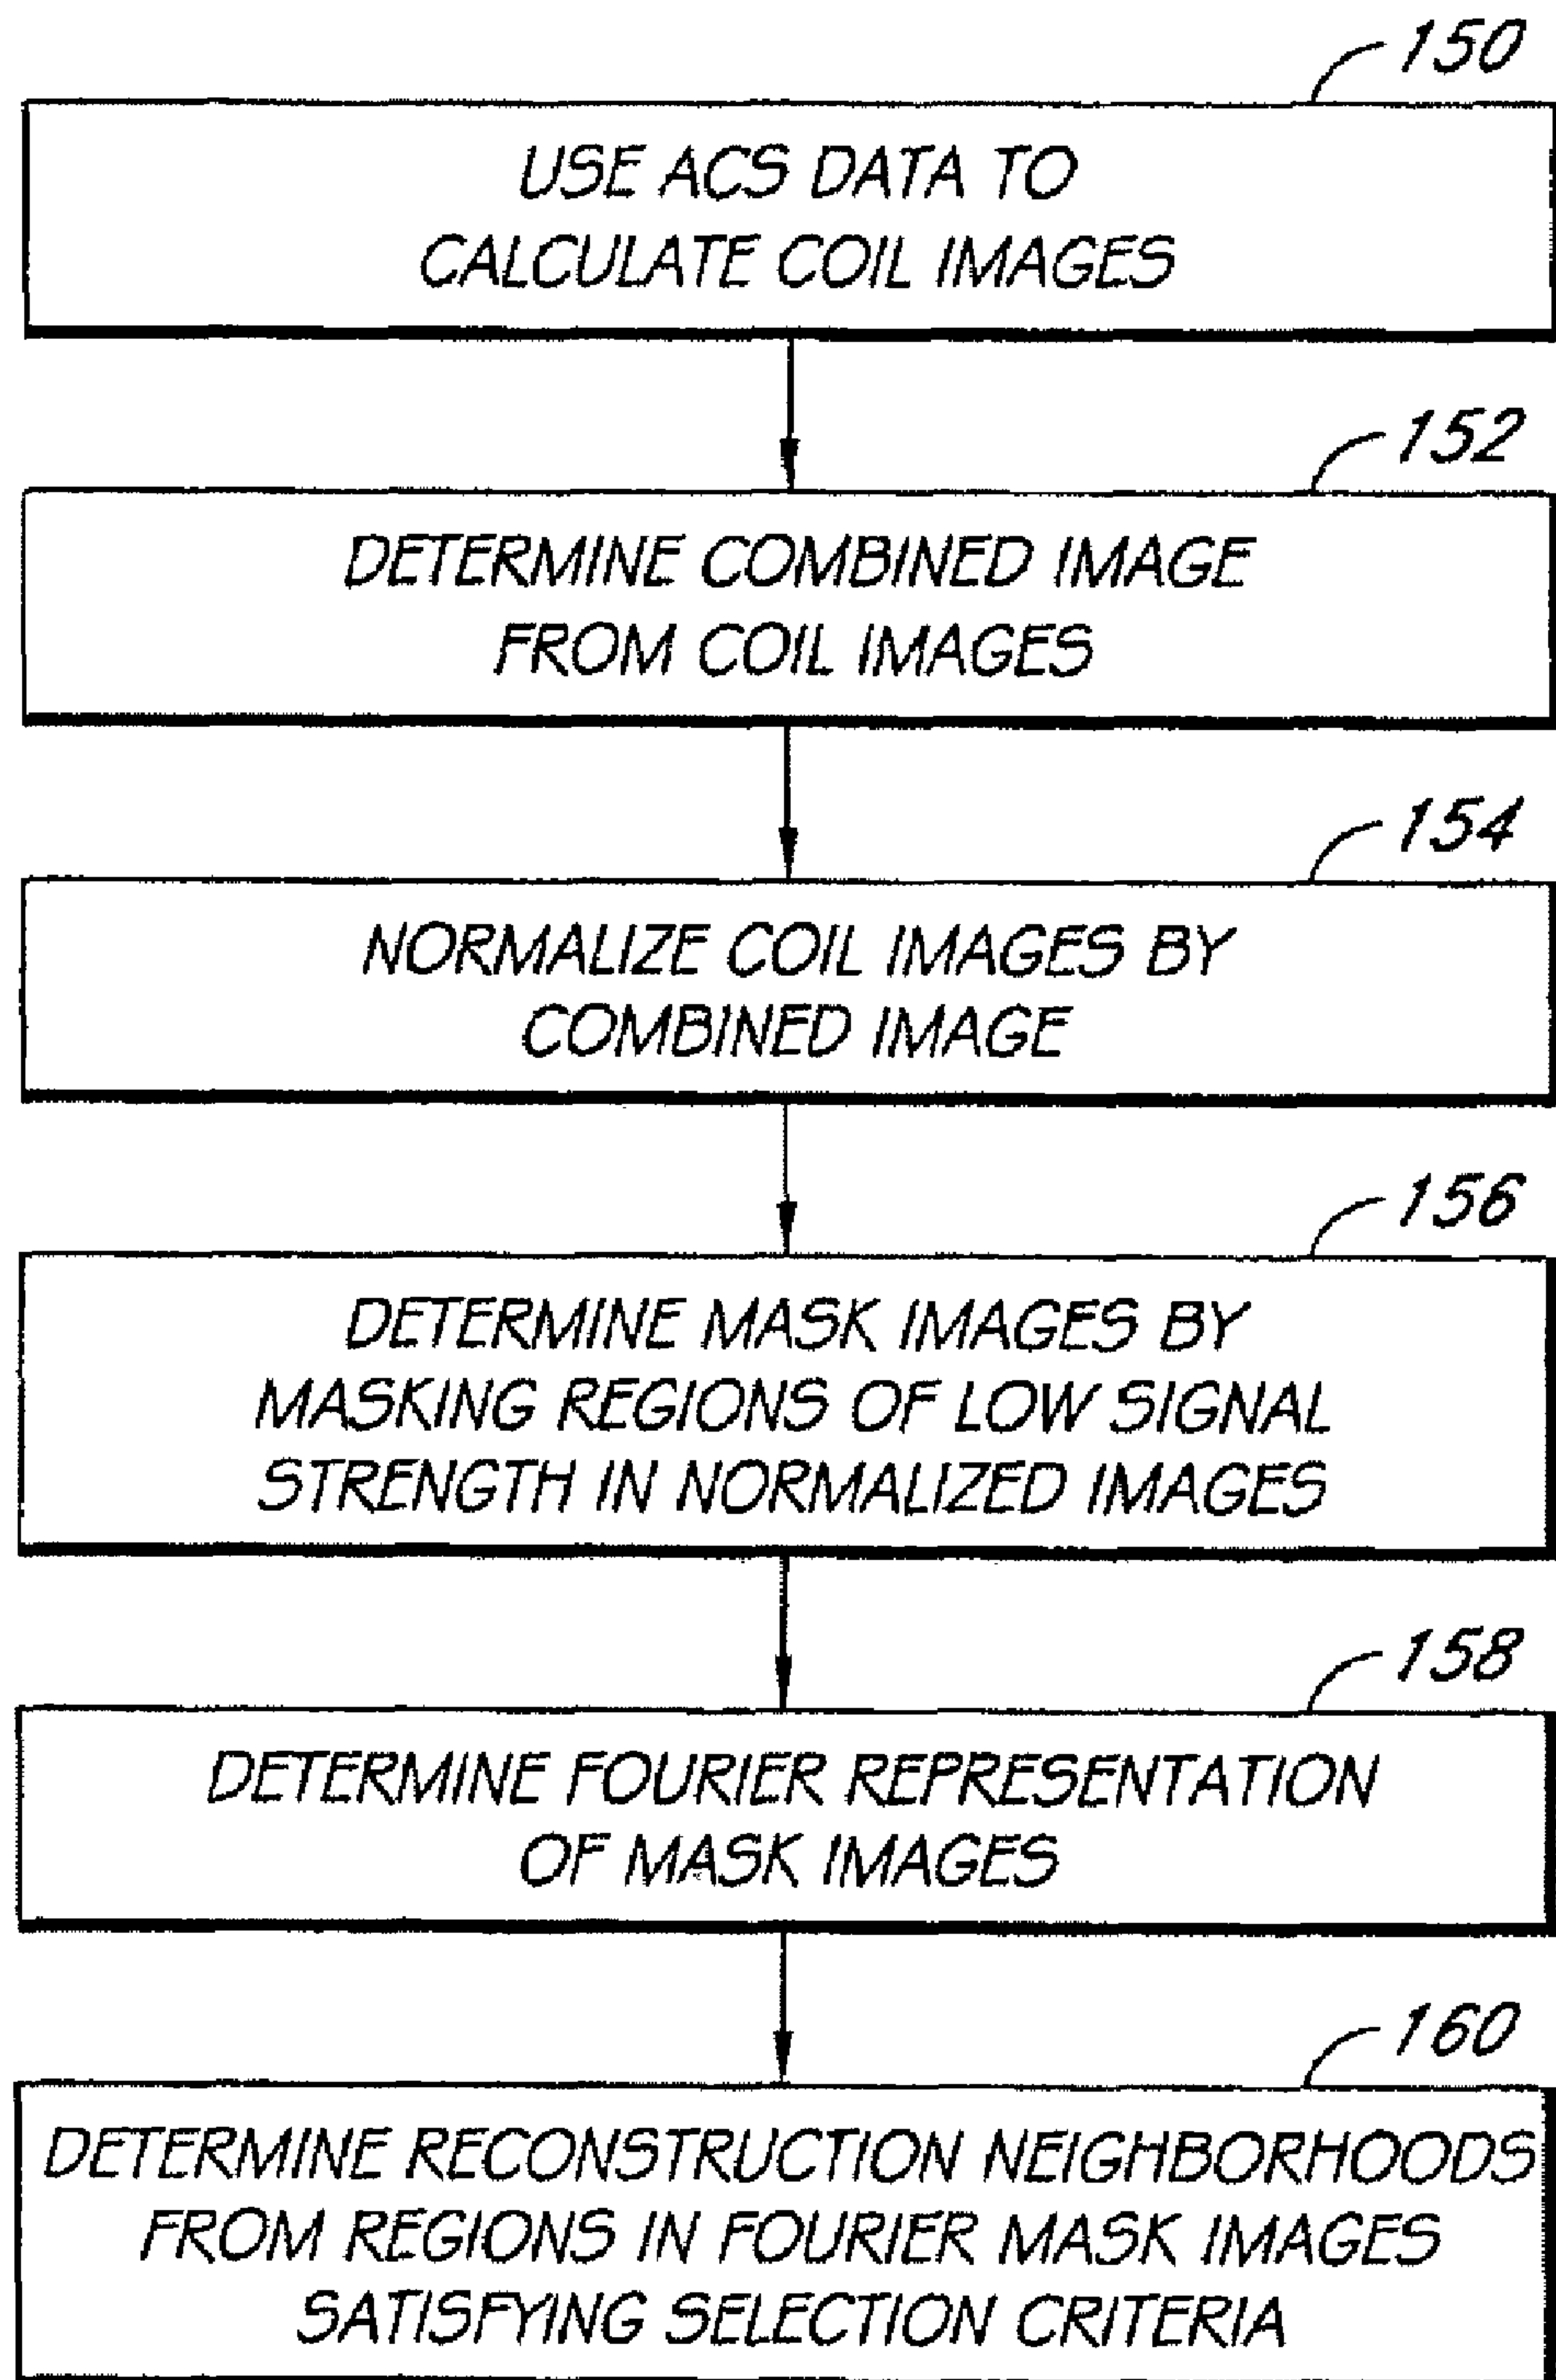 150
USE ACS DATA TO
CALCULATE COIL IMAGES
152
DETERMINE COMBINED IMAGE
FROM COIL IMAGES
154
NORMALIZE COIL IMAGES BY
COMBINED IMAGE
156
DETERMINE MASK IMAGES BY
MASKING REGIONS OF LOW SIGNAL
STRENGTH IN NORMALIZED IMAGES
158
DETERMINE FOURIER REPRESENTATION
OF MASK IMAGES
160
DETERMINE RECONSTRUCTION NEIGHBORHOODS
FROM REGIONS IN FOURIER MASK IMAGES
SATISFYING SELECTION CRITERIA